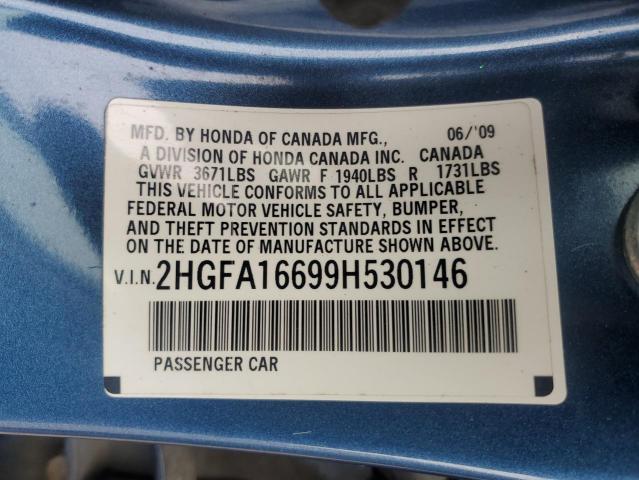 MFD. BY HONDA OF CANADA MFG., 06/'09
A DIVISION OF HONDA CANADA INC. CANADA
GVWR 3671LBS GAWR F 1940LBS R 1731LBS
THIS VEHICLE CONFORMS TO ALL APPLICABLE
FEDERAL MOTOR VEHICLE SAFETY, BUMPER,
AND THEFT PREVENTION STANDARDS IN EFFECT
ON THE DATE OF MANUFACTURE SHOWN ABOVE.
V.I.N. 2HGFA16699H530146
PASSENGER CAR